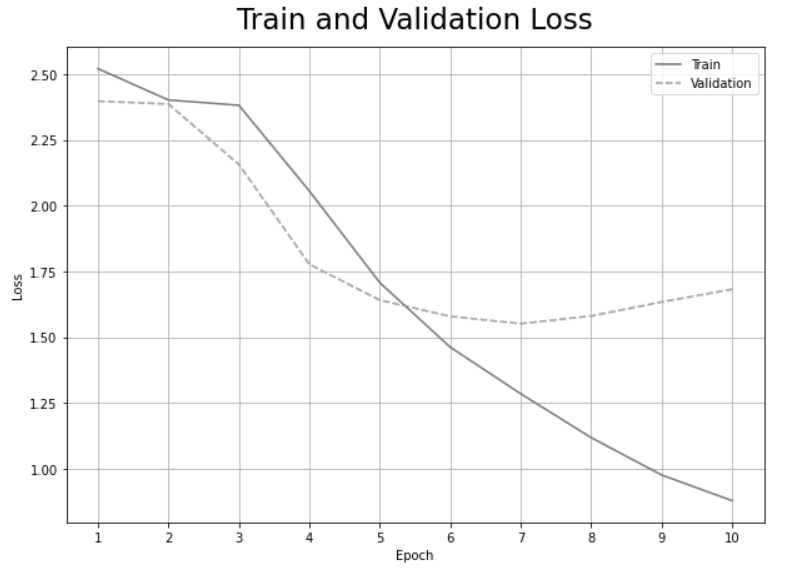 Train and Validation Loss
Train
Validation
2.50
2.25
2.00
1.75
1.50
1.25
1.00
Loss
1 2 3 4 5 6 7 8 9 10
Epoch